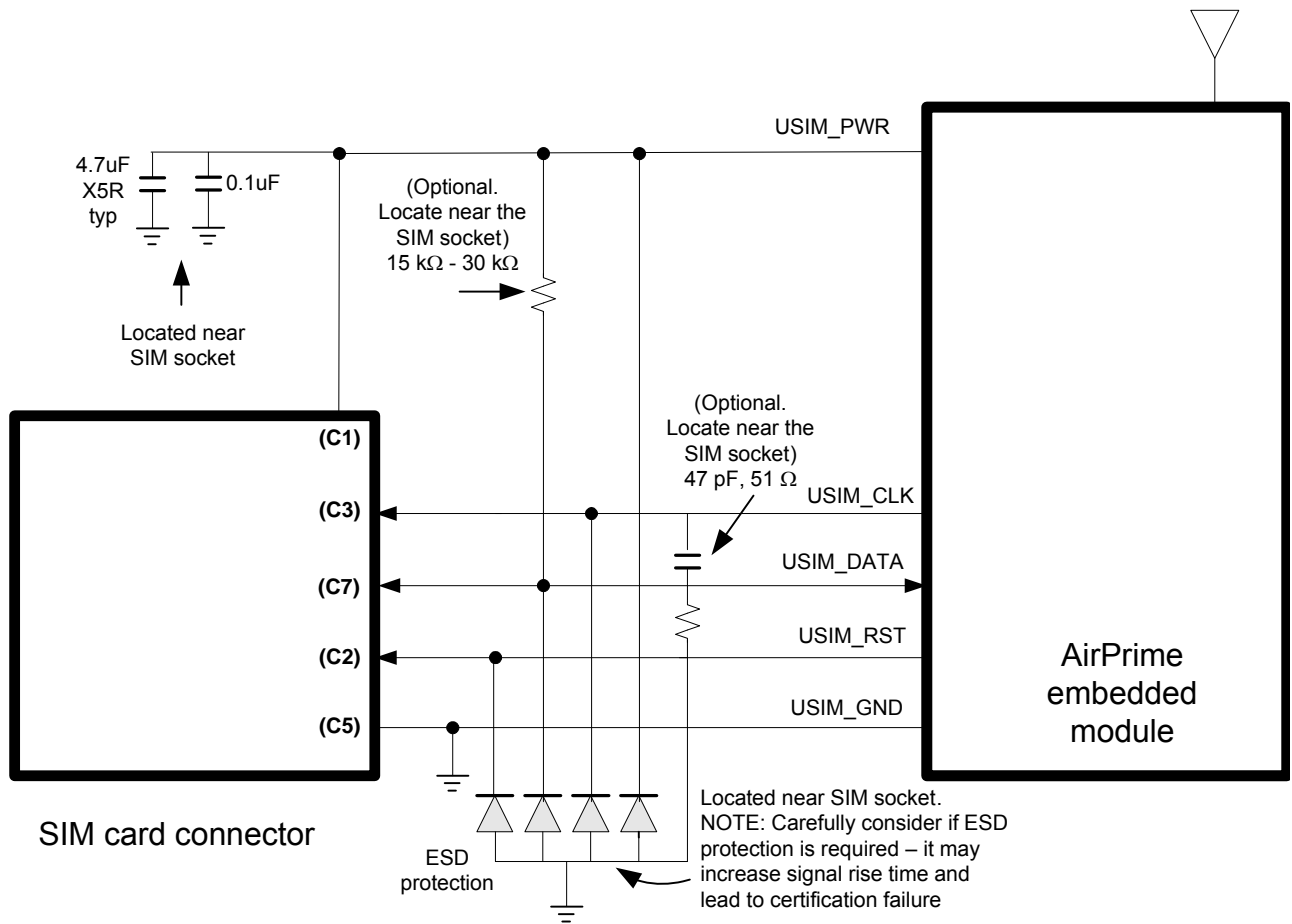 USIM_PWR
4.7uF
X5R
typ
0.1uF
(Optional.
Locate near the
SIM socket)
15 kΩ - 30 kΩ
Located near
SIM socket
(Optional.
Locate near the
SIM socket)
47 pF, 51 Ω
(C1)
(C3)
USIM_CLK
(C7)
USIM_DATA
(C2)
USIM_RST
(C5)
USIM_GND
AirPrime
embedded
module
SIM card connector
ESD
protection
Located near SIM socket.
NOTE: Carefully consider if ESD
protection is required – it may
increase signal rise time and
lead to certification failure